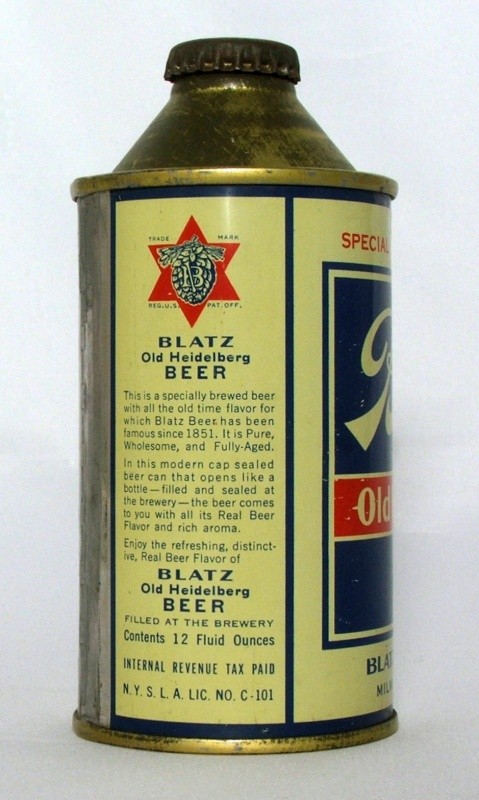 TRADE MARK
B
REG.U.S. PAT.OFF.
BLATZ
Old Heidelberg
BEER
This is a specially brewed beer
with all the old time flavor for
which Blatz Beer has been
famous since 1851. It is Pure,
Wholesome, and Fully-Aged.
In this modern cap sealed
beer can that opens like a
bottle—filled and sealed at
the brewery—the beer comes
to you with all its Real Beer
Flavor and rich aroma.
Enjoy the refreshing, distinct-
ive, Real Beer Flavor of
BLATZ
Old Heidelberg
BEER
FILLED AT THE BREWERY
Contents 12 Fluid Ounces
INTERNAL REVENUE TAX PAID
N.Y. S. L. A. LIC. NO. C-101
SPECIAL
Old